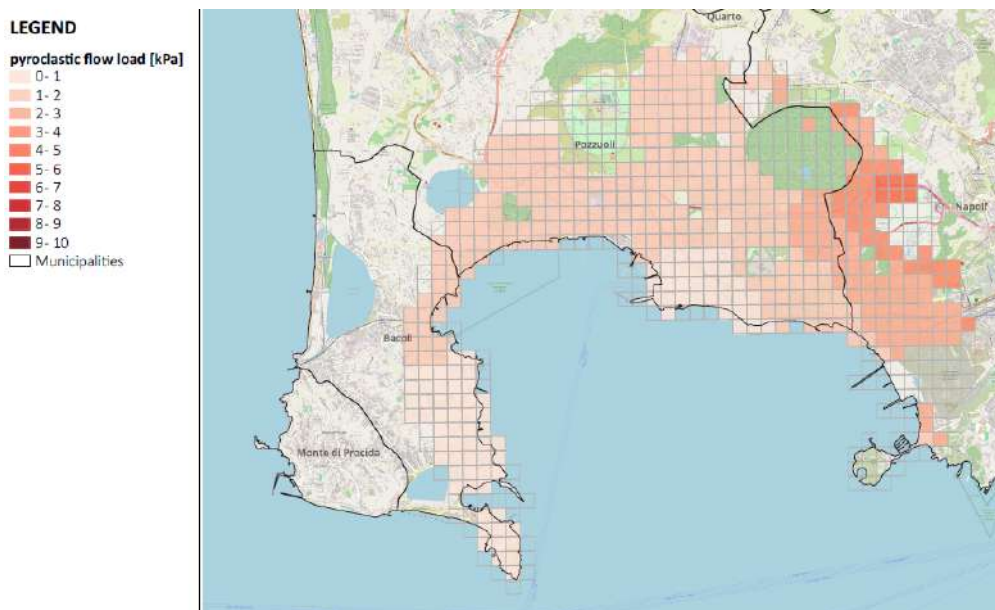 LEGEND
pyroclastic flow load [kPa]
0- 1
1- 2
2- 3
3- 4
4- 5
5- 6
6- 7
7- 8
8- 9
9- 10
Municipalities
Quarto
Pozzuoli
Napoli
Bacoli
Monte di Procida